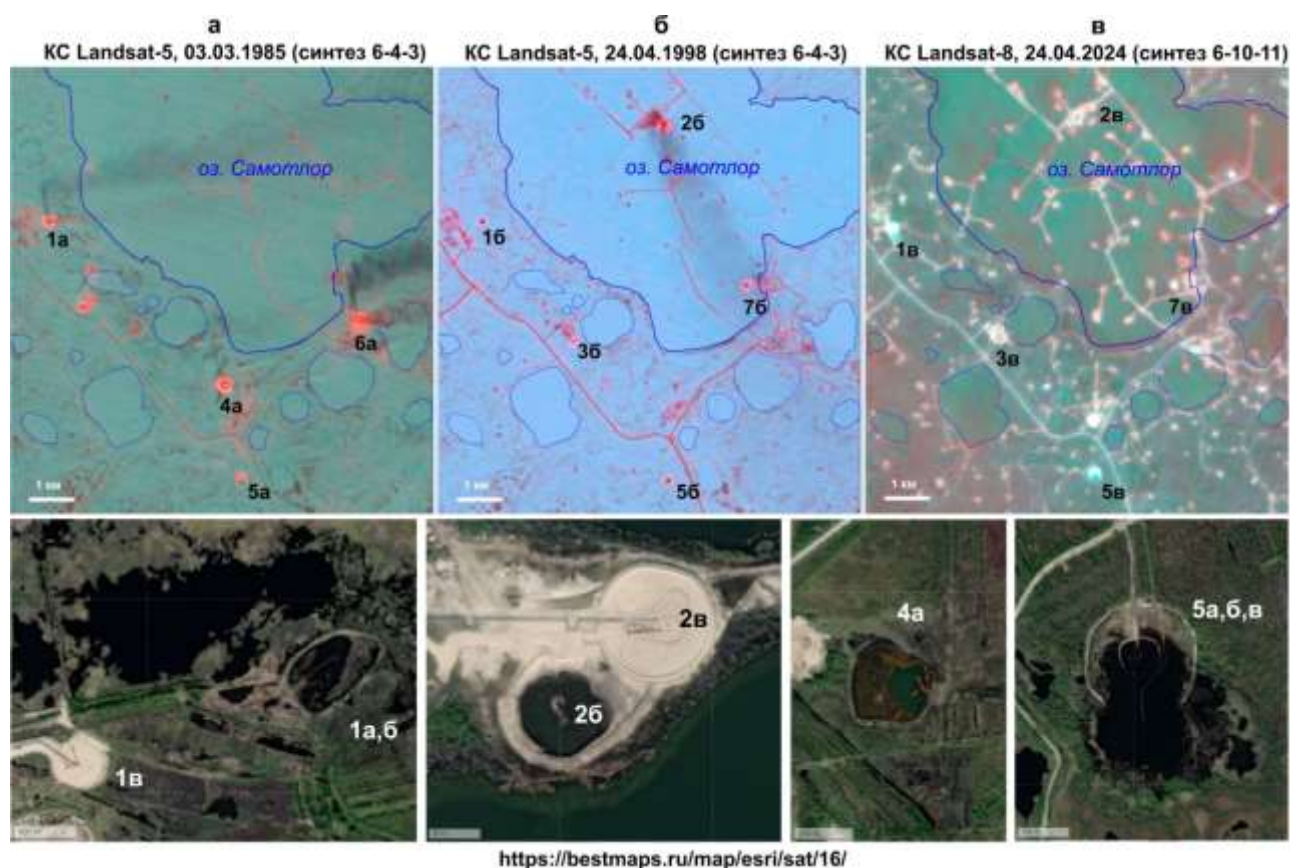 а
б
в
КС Landsat-5, 03.03.1985 (синтез 6-4-3)
КС Landsat-5, 24.04.1998 (синтез 6-4-3)
КС Landsat-8, 24.04.2024 (синтез 6-10-11)
оз. Самотлор
1а
6а
4а
5а
1 км
2б
оз. Самотлор
1б
7б
3б
5б
1 км
2в
оз. Самотлор
1в
7в
3в
5в
1 км
1а,б
1в
2в
2б
4а
5а,б,в
https://bestmaps.ru/map/esri/sat/16/